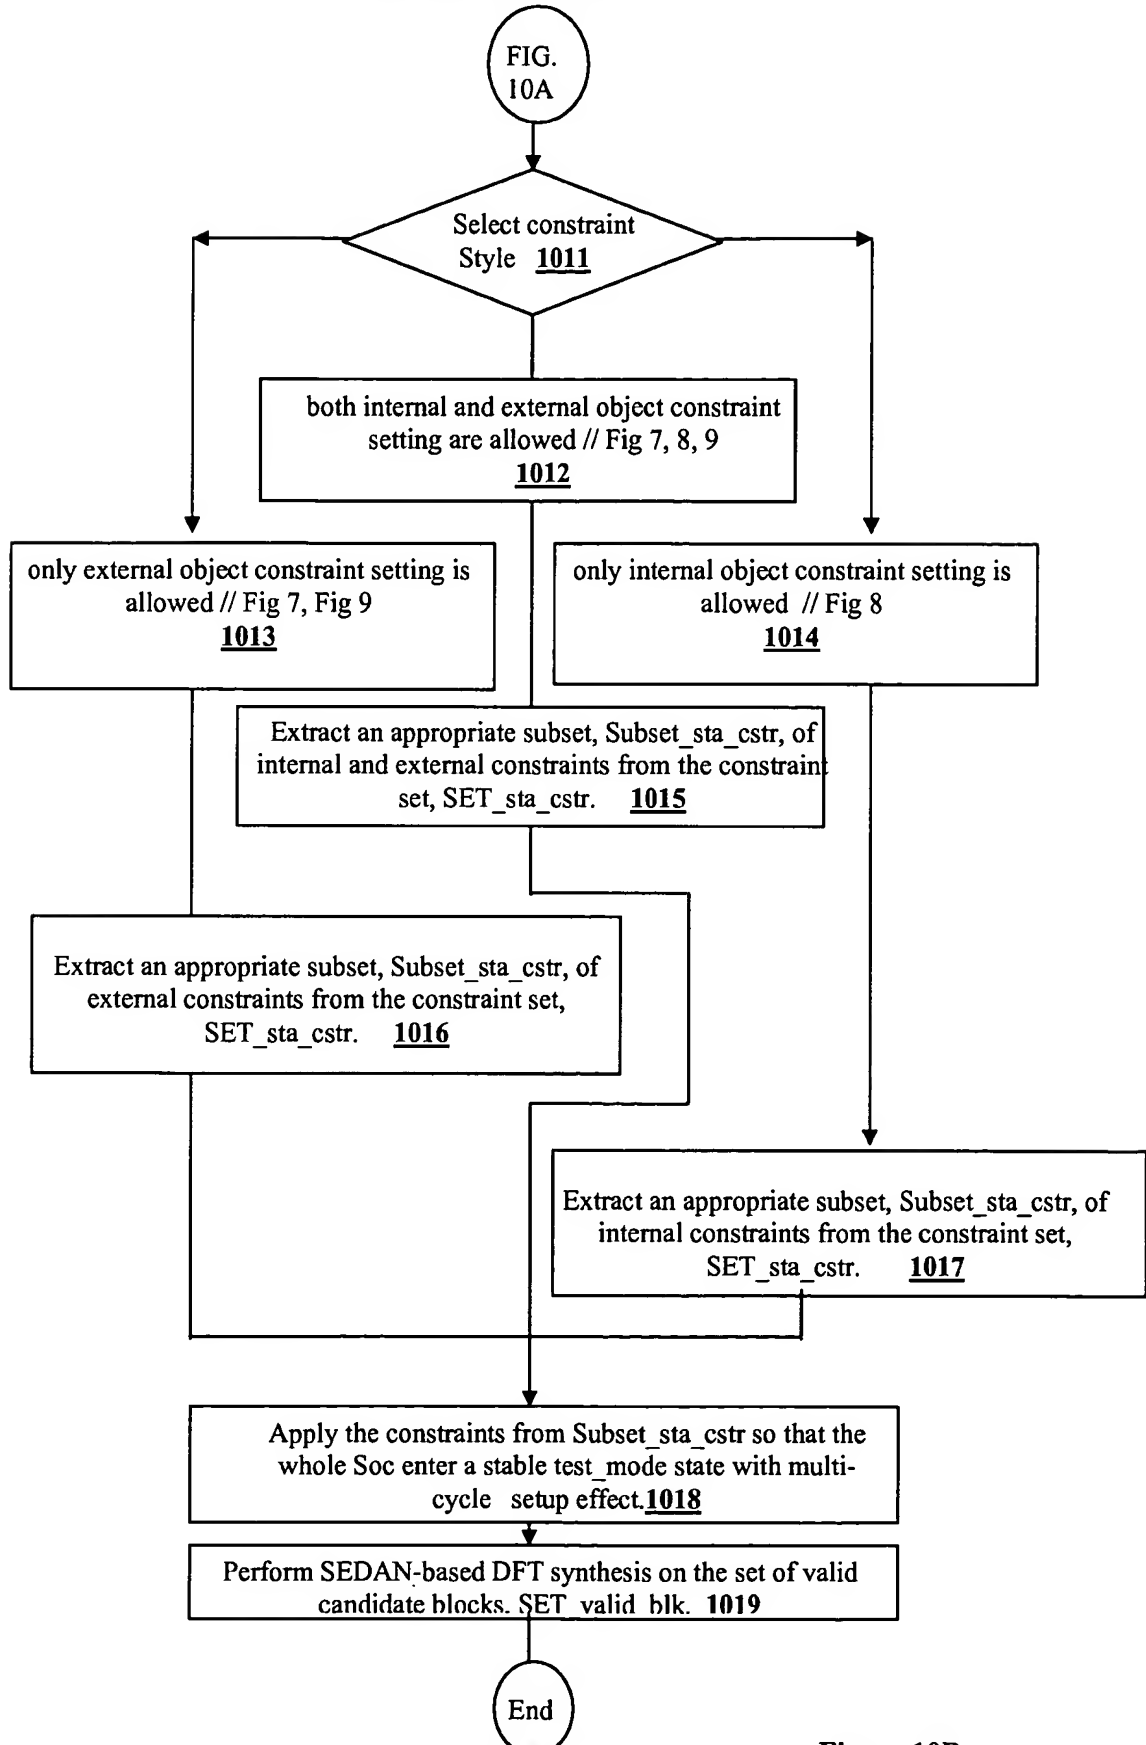 FIG.
10A
Select constraint
Style 1011
both internal and external object constraint
setting are allowed // Fig 7, 8, 9
1012
only external object constraint setting is
allowed // Fig 7, Fig 9
1013
only internal object constraint setting is
allowed // Fig 8
1014
Extract an appropriate subset, Subset_sta_cstr, of
internal and external constraints from the constraint
set, SET_sta_cstr. 1015
Extract an appropriate subset, Subset_sta_cstr, of
external constraints from the constraint set,
SET_sta_cstr. 1016
Extract an appropriate subset, Subset_sta_cstr, of
internal constraints from the constraint set,
SET_sta_cstr. 1017
Apply the constraints from Subset_sta_cstr so that the
whole Soc enter a stable test_mode state with multi-
cycle setup effect.1018
Perform SEDAN-based DFT synthesis on the set of valid
candidate blocks. SET_valid_blk. 1019
End